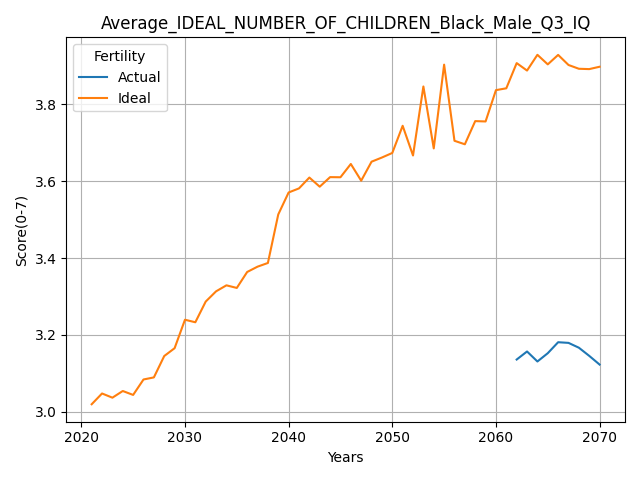 Average_IDEAL_NUMBER_OF_CHILDREN_Black_Male_Q3_IQ
Fertility
Actual
Ideal
Score(0-7)
3.8
3.6
3.4
3.2
3.0
2020 2030 2040 2050 2060 2070
Years